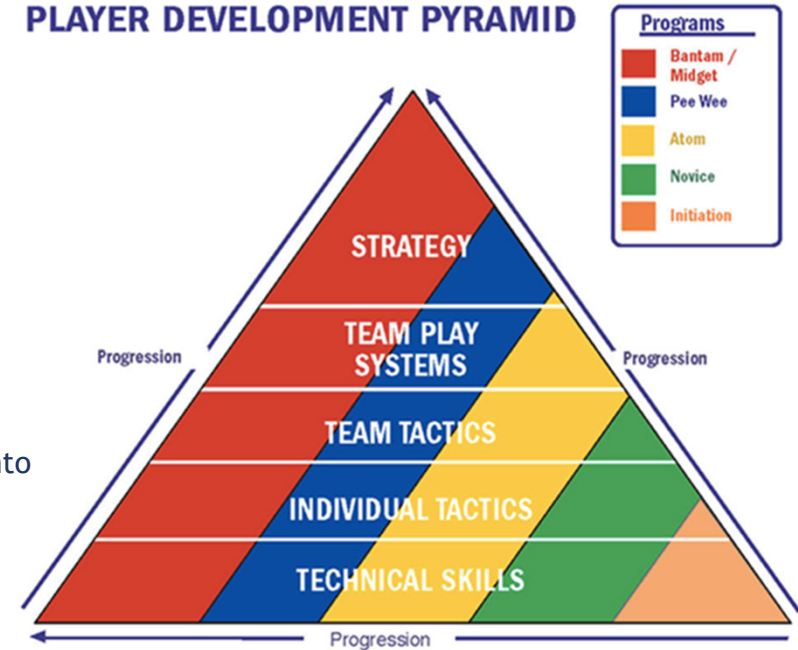 PLAYER DEVELOPMENT PYRAMID
Programs
Bantam /
Midget
Pee Wee
Atom
Novice
Initiation
STRATEGY
TEAM PLAY
SYSTEMS
Progression
Progression
TEAM TACTICS
INDIVIDUAL TACTICS
TECHNICAL SKILLS
Progression